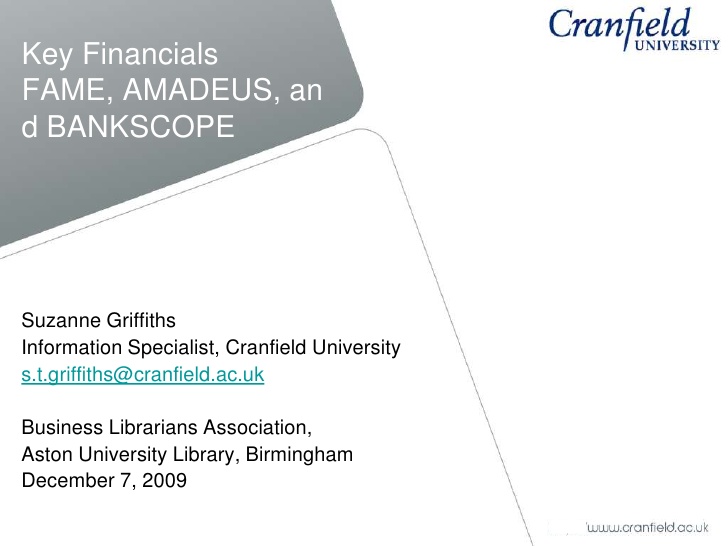 Cranfield
UNIVERSITY
Key Financials
FAME, AMADEUS, an
d BANKSCOPE
Suzanne Griffiths
Information Specialist, Cranfield University
s.t.griffiths@cranfield.ac.uk
Business Librarians Association,
Aston University Library, Birmingham
December 7, 2009
www.cranfield.ac.uk